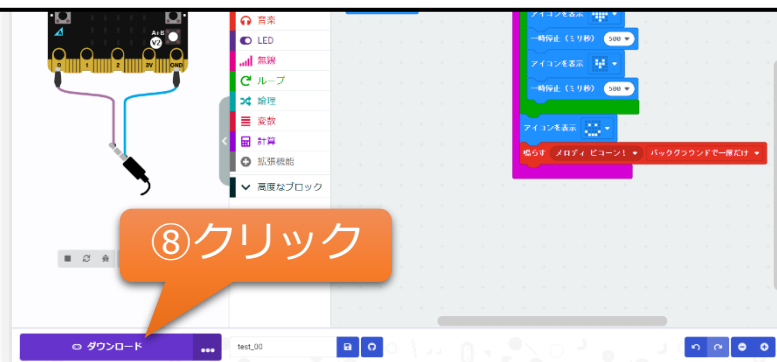 A+B
V2
0 1 2 3V GND
音楽
LED
無線
ループ
論理
変数
計算
拡張機能
高度なブロック
アイコンを表示
一時停止（ミリ秒） 500
アイコンを表示
一時停止（ミリ秒） 500
アイコンを表示
鳴らす メロディ ピコーン！ バックグラウンドで一度だけ
⑧クリック
ダウンロード
test_00